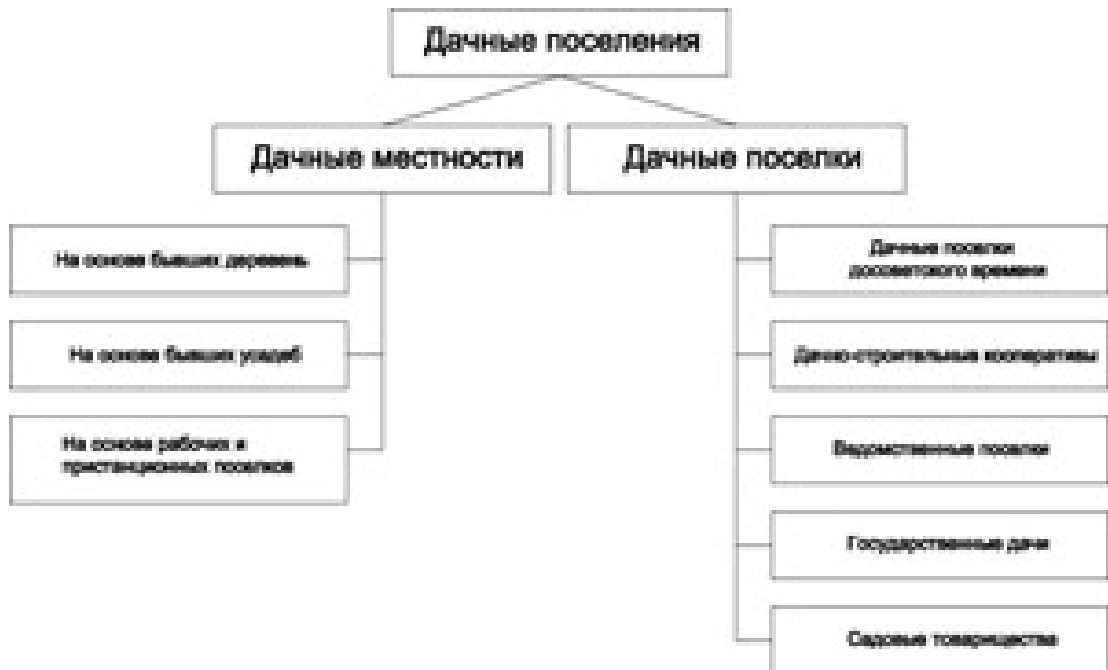 Дачные поселения
Дачные местности
Дачные поселки
На основе бывших деревень
На основе бывших усадеб
На основе рабочих и
пристанционных поселков
Дачные поселки
досоветского времени
Дачно-строительные кооперативы
Ведомственные поселки
Государственные дачи
Садовые товарищества